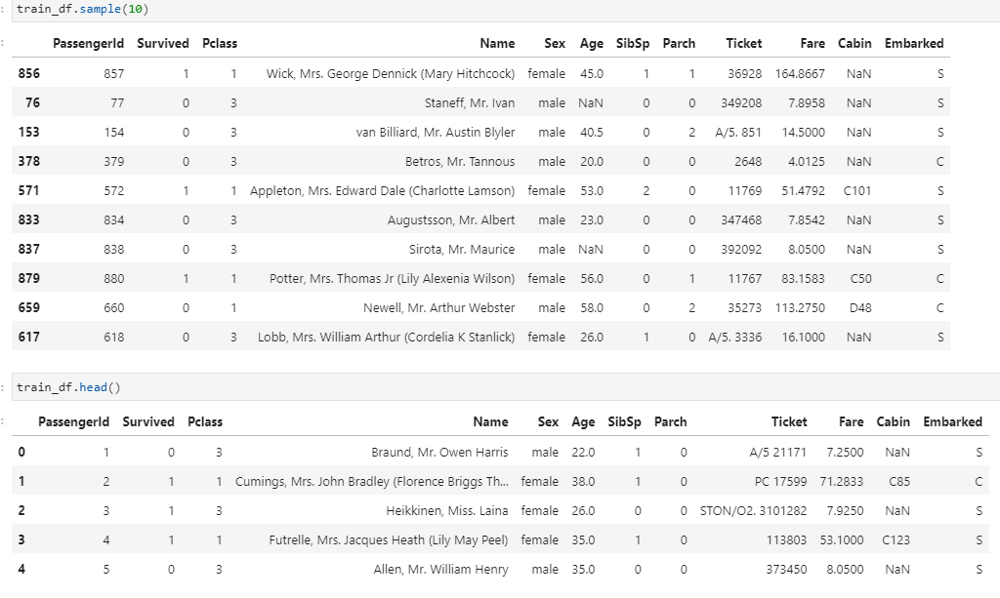 : train_df.sample(10)
: PassengerId Survived Pclass Name Sex Age SibSp Parch Ticket Fare Cabin Embarked
856 857 1 1 Wick, Mrs. George Dennick (Mary Hitchcock) female 45.0 1 1 36928 164.8667 NaN S
76 77 0 3 Staneff, Mr. Ivan male NaN 0 0 349208 7.8958 NaN S
153 154 0 3 van Billiard, Mr. Austin Blyler male 40.5 0 2 A/5. 851 14.5000 NaN S
378 379 0 3 Betros, Mr. Tannous male 20.0 0 0 2648 4.0125 NaN C
571 572 1 1 Appleton, Mrs. Edward Dale (Charlotte Lamson) female 53.0 2 0 11769 51.4792 C101 S
833 834 0 3 Augustsson, Mr. Albert male 23.0 0 0 347468 7.8542 NaN S
837 838 0 3 Sirota, Mr. Maurice male NaN 0 0 392092 8.0500 NaN S
879 880 1 1 Potter, Mrs. Thomas Jr (Lily Alexenia Wilson) female 56.0 0 1 11767 83.1583 C50 C
659 660 0 1 Newell, Mr. Arthur Webster male 58.0 0 2 35273 113.2750 D48 C
617 618 0 3 Lobb, Mrs. William Arthur (Cordelia K Stanlick) female 26.0 1 0 A/5. 3336 16.1000 NaN S
: train_df.head()
: PassengerId Survived Pclass Name Sex Age SibSp Parch Ticket Fare Cabin Embarked
0 1 0 3 Braund, Mr. Owen Harris male 22.0 1 0 A/5 21171 7.2500 NaN S
1 2 1 1 Cumings, Mrs. John Bradley (Florence Briggs Th... female 38.0 1 0 PC 17599 71.2833 C85 C
2 3 1 3 Heikkinen, Miss. Laina female 26.0 0 0 STON/O2. 3101282 7.9250 NaN S
3 4 1 1 Futrelle, Mrs. Jacques Heath (Lily May Peel) female 35.0 1 0 113803 53.1000 C123 S
4 5 0 3 Allen, Mr. William Henry male 35.0 0 0 373450 8.0500 NaN S